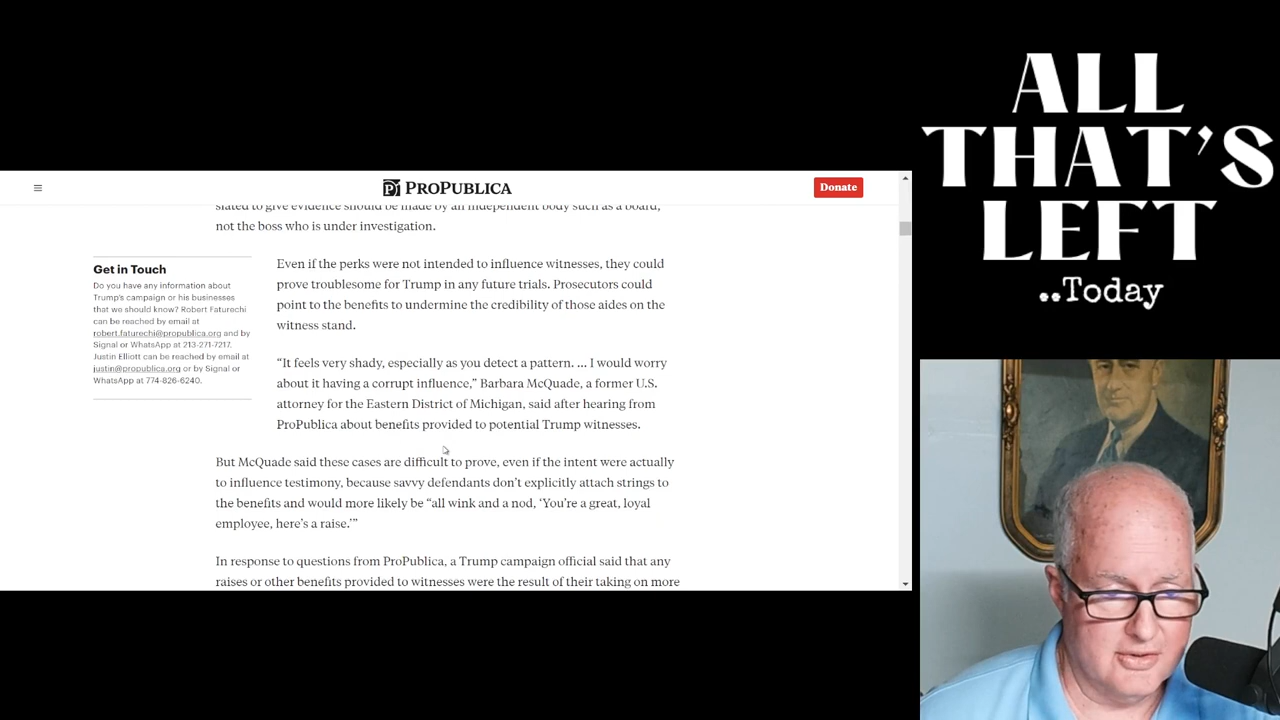 PROPUBLICA
Donate
slated to give evidence should be made by an independent body such as a board,
not the boss who is under investigation.
Get in Touch
Do you have any information about
Trump's campaign or his businesses
that we should know? Robert Faturechi
can be reached by email at
robert.faturechi@propublica.org and by
Signal or WhatsApp at 213-271-7217.
Justin Elliott can be reached by email at
justin@propublica.org or by Signal or
WhatsApp at 774-826-6240.
Even if the perks were not intended to influence witnesses, they could
prove troublesome for Trump in any future trials. Prosecutors could
point to the benefits to undermine the credibility of those aides on the
witness stand.
“It feels very shady, especially as you detect a pattern. … I would worry
about it having a corrupt influence,” Barbara McQuade, a former U.S.
attorney for the Eastern District of Michigan, said after hearing from
ProPublica about benefits provided to potential Trump witnesses.
But McQuade said these cases are difficult to prove, even if the intent were actually
to influence testimony, because savvy defendants don’t explicitly attach strings to
the benefits and would more likely be “all wink and a nod, ‘You’re a great, loyal
employee, here’s a raise.’”
In response to questions from ProPublica, a Trump campaign official said that any
raises or other benefits provided to witnesses were the result of their taking on more
ALL
THAT'S
LEFT
..Today